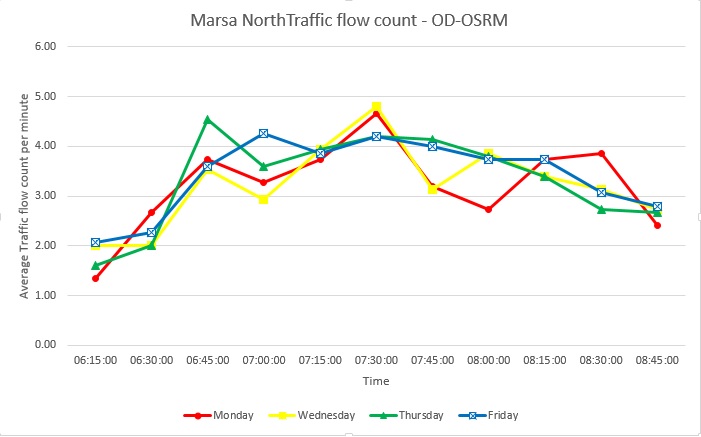 Marsa NorthTraffic flow count - OD-OSRM
6.00
5.00
4.00
3.00
2.00
1.00
0.00
Average Traffic flow count per minute
06:15:00 06:30:00 06:45:00 07:00:00 07:15:00 07:30:00 07:45:00 08:00:00 08:15:00 08:30:00 08:45:00
Time
Monday Wednesday Thursday Friday